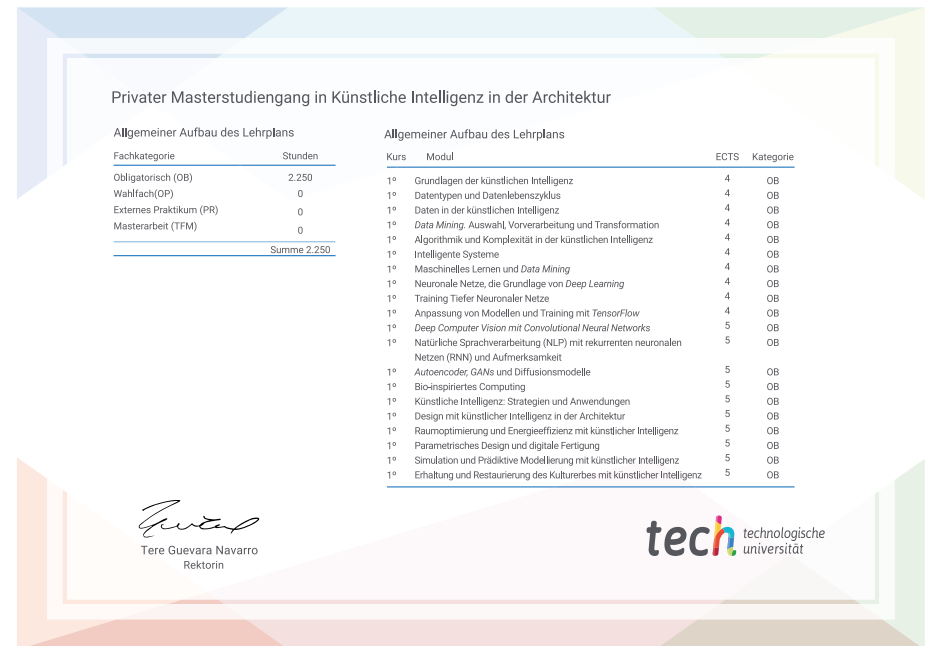 Privater Masterstudiengang in Künstliche Intelligenz in der Architektur
Allgemeiner Aufbau des Lehrplans
Fachkategorie Stunden
Obligatorisch (OB) 2.250
Wahlfach(OP) 0
Externes Praktikum (PR) 0
Masterarbeit (TFM) 0
Summe 2.250
Allgemeiner Aufbau des Lehrplans
Kurs Modul ECTS Kategorie
1º Grundlagen der künstlichen Intelligenz 4 OB
1º Datentypen und Datenlebenszyklus 4 OB
1º Daten in der künstlichen Intelligenz 4 OB
1º Data Mining. Auswahl, Vorverarbeitung und Transformation 4 OB
1º Algorithmik und Komplexität in der künstlichen Intelligenz 4 OB
1º Intelligente Systeme 4 OB
1º Maschinelles Lernen und Data Mining 4 OB
1º Neuronale Netze, die Grundlage von Deep Learning 4 OB
1º Training Tiefer Neuronaler Netze 4 OB
1º Anpassung von Modellen und Training mit TensorFlow 4 OB
1º Deep Computer Vision mit Convolutional Neural Networks 5 OB
1º Natürliche Sprachverarbeitung (NLP) mit rekurrenten neuronalen 5 OB
Netzen (RNN) und Aufmerksamkeit
1º Autoencoder, GANs und Diffusionsmodelle 5 OB
1º Bio-inspiriertes Computing 5 OB
1º Künstliche Intelligenz: Strategien und Anwendungen 5 OB
1º Design mit künstlicher Intelligenz in der Architektur 5 OB
1º Raumoptimierung und Energieeffizienz mit künstlicher Intelligenz 5 OB
1º Parametrisches Design und digitale Fertigung 5 OB
1º Simulation und Prädiktive Modellierung mit künstlicher Intelligenz 5 OB
1º Erhaltung und Restaurierung des Kulturerbes mit künstlicher Intelligenz 5 OB
Tere Guevara Navarro
Rektorin
tech technologische
universität